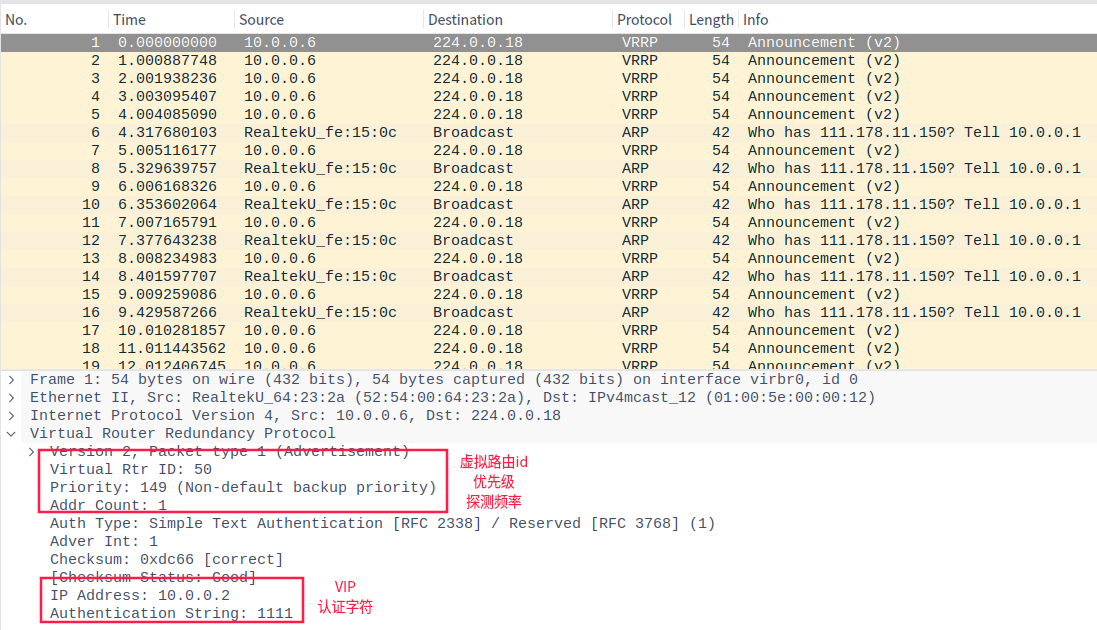 No. Time Source Destination Protocol Length Info
1 0.000000000 10.0.0.6 224.0.0.18 VRRP 54 Announcement (v2)
2 1.000887748 10.0.0.6 224.0.0.18 VRRP 54 Announcement (v2)
3 2.001938236 10.0.0.6 224.0.0.18 VRRP 54 Announcement (v2)
4 3.003095407 10.0.0.6 224.0.0.18 VRRP 54 Announcement (v2)
5 4.004085090 10.0.0.6 224.0.0.18 VRRP 54 Announcement (v2)
6 4.317680103 RealtekU_fe:15:0c Broadcast ARP 42 Who has 111.178.11.150? Tell 10.0.0.1
7 5.005116177 10.0.0.6 224.0.0.18 VRRP 54 Announcement (v2)
8 5.329639757 RealtekU_fe:15:0c Broadcast ARP 42 Who has 111.178.11.150? Tell 10.0.0.1
9 6.006168326 10.0.0.6 224.0.0.18 VRRP 54 Announcement (v2)
10 6.353602064 RealtekU_fe:15:0c Broadcast ARP 42 Who has 111.178.11.150? Tell 10.0.0.1
11 7.007165791 10.0.0.6 224.0.0.18 VRRP 54 Announcement (v2)
12 7.377643238 RealtekU_fe:15:0c Broadcast ARP 42 Who has 111.178.11.150? Tell 10.0.0.1
13 8.008234983 10.0.0.6 224.0.0.18 VRRP 54 Announcement (v2)
14 8.401597707 RealtekU_fe:15:0c Broadcast ARP 42 Who has 111.178.11.150? Tell 10.0.0.1
15 9.009259086 10.0.0.6 224.0.0.18 VRRP 54 Announcement (v2)
16 9.429587266 RealtekU_fe:15:0c Broadcast ARP 42 Who has 111.178.11.150? Tell 10.0.0.1
17 10.010281857 10.0.0.6 224.0.0.18 VRRP 54 Announcement (v2)
18 11.011443562 10.0.0.6 224.0.0.18 VRRP 54 Announcement (v2)
19 12.012406745 10.0.0.6 224.0.0.18 VRRP 54 Announcement (v2)
Frame 1: 54 bytes on wire (432 bits), 54 bytes captured (432 bits) on interface virbr0, id 0
Ethernet II, Src: RealtekU_64:23:2a (52:54:00:64:23:2a), Dst: IPv4mcast_12 (01:00:5e:00:00:12)
Internet Protocol Version 4, Src: 10.0.0.6, Dst: 224.0.0.18
Virtual Router Redundancy Protocol
Version 2, Packet type 1 (Advertisement)
Virtual Rtr ID: 50
Priority: 149 (Non-default backup priority)
Addr Count: 1
虚拟路由id
优先级
探测频率
Auth Type: Simple Text Authentication [RFC 2338] / Reserved [RFC 3768] (1)
Adver Int: 1
Checksum: 0xdc66 [correct]
[Checksum Status: Good]
IP Address: 10.0.0.2
Authentication String: 1111
VIP
认证字符